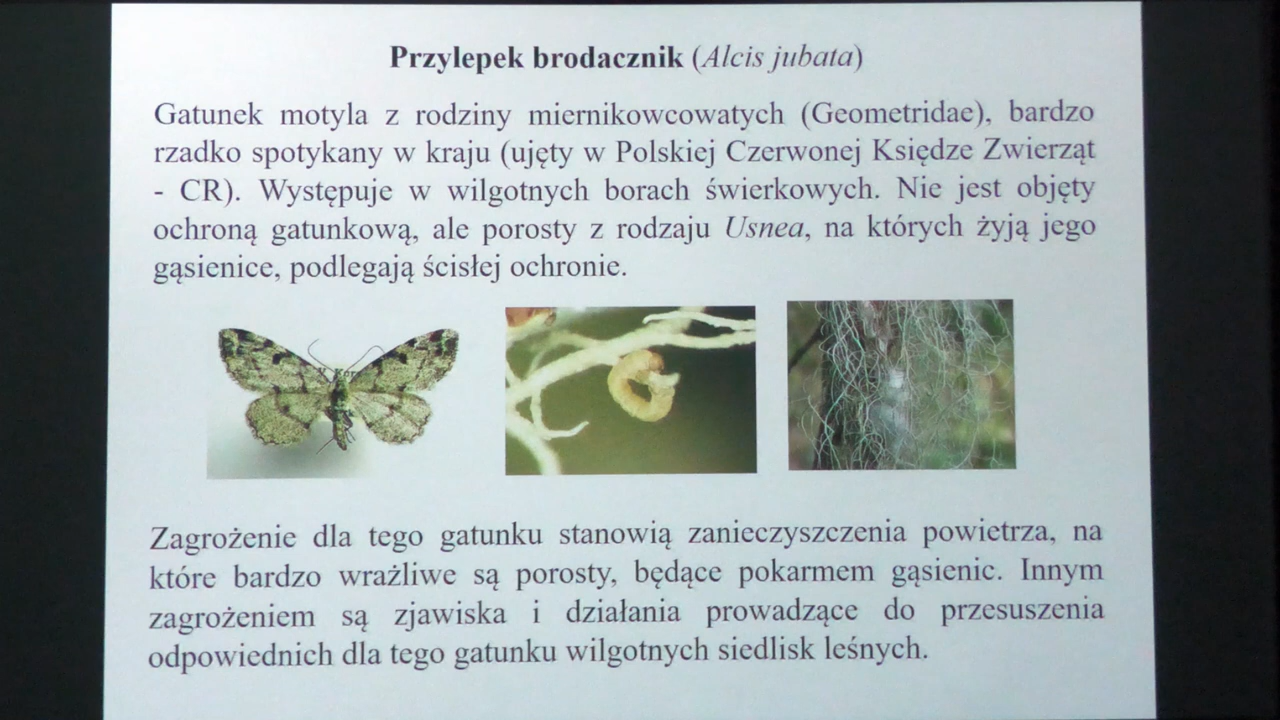 Przylepek brodacznik (Alcis jubata)
Gatunek motyla z rodziny miernikowcowatych (Geometridae), bardzo
rzadko spotykany w kraju (ujęty w Polskiej Czerwonej Księdze Zwierząt
- CR). Występuje w wilgotnych borach świerkowych. Nie jest objęty
ochroną gatunkową, ale porosty z rodzaju Usnea, na których żyją jego
gąsienice, podlegają ścisłej ochronie.
Zagrożenie dla tego gatunku stanowią zanieczyszczenia powietrza, na
które bardzo wrażliwe są porosty, będące pokarmem gąsienic. Innym
zagrożeniem są zjawiska i działania prowadzące do przesuszenia
odpowiednich dla tego gatunku wilgotnych siedlisk leśnych.